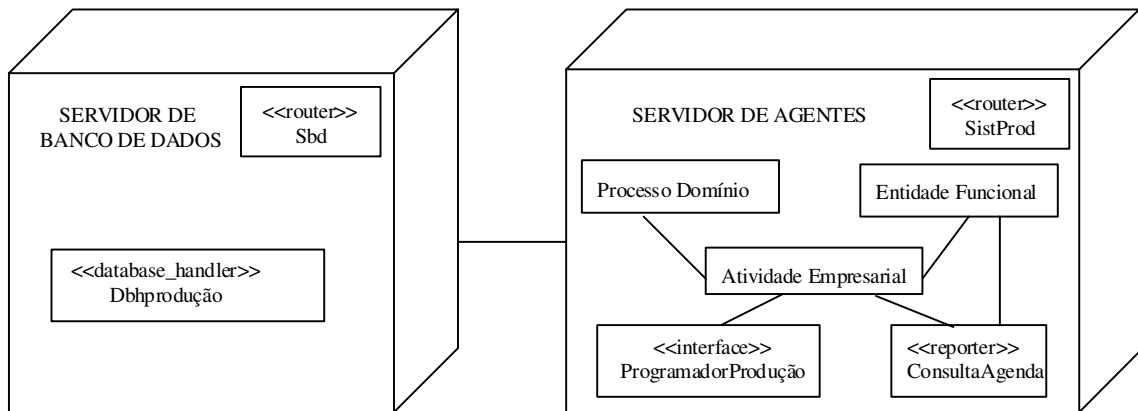 SERVIDOR DE
BANCO DE DADOS
<<router>>
Sbd
<<database_handler>>
Dbhprodução
SERVIDOR DE AGENTES
<<router>>
SistProd
Processo Domínio
Entidade Funcional
Atividade Empresarial
<<interface>>
ProgramadorProdução
<<reporter>>
ConsultaAgenda